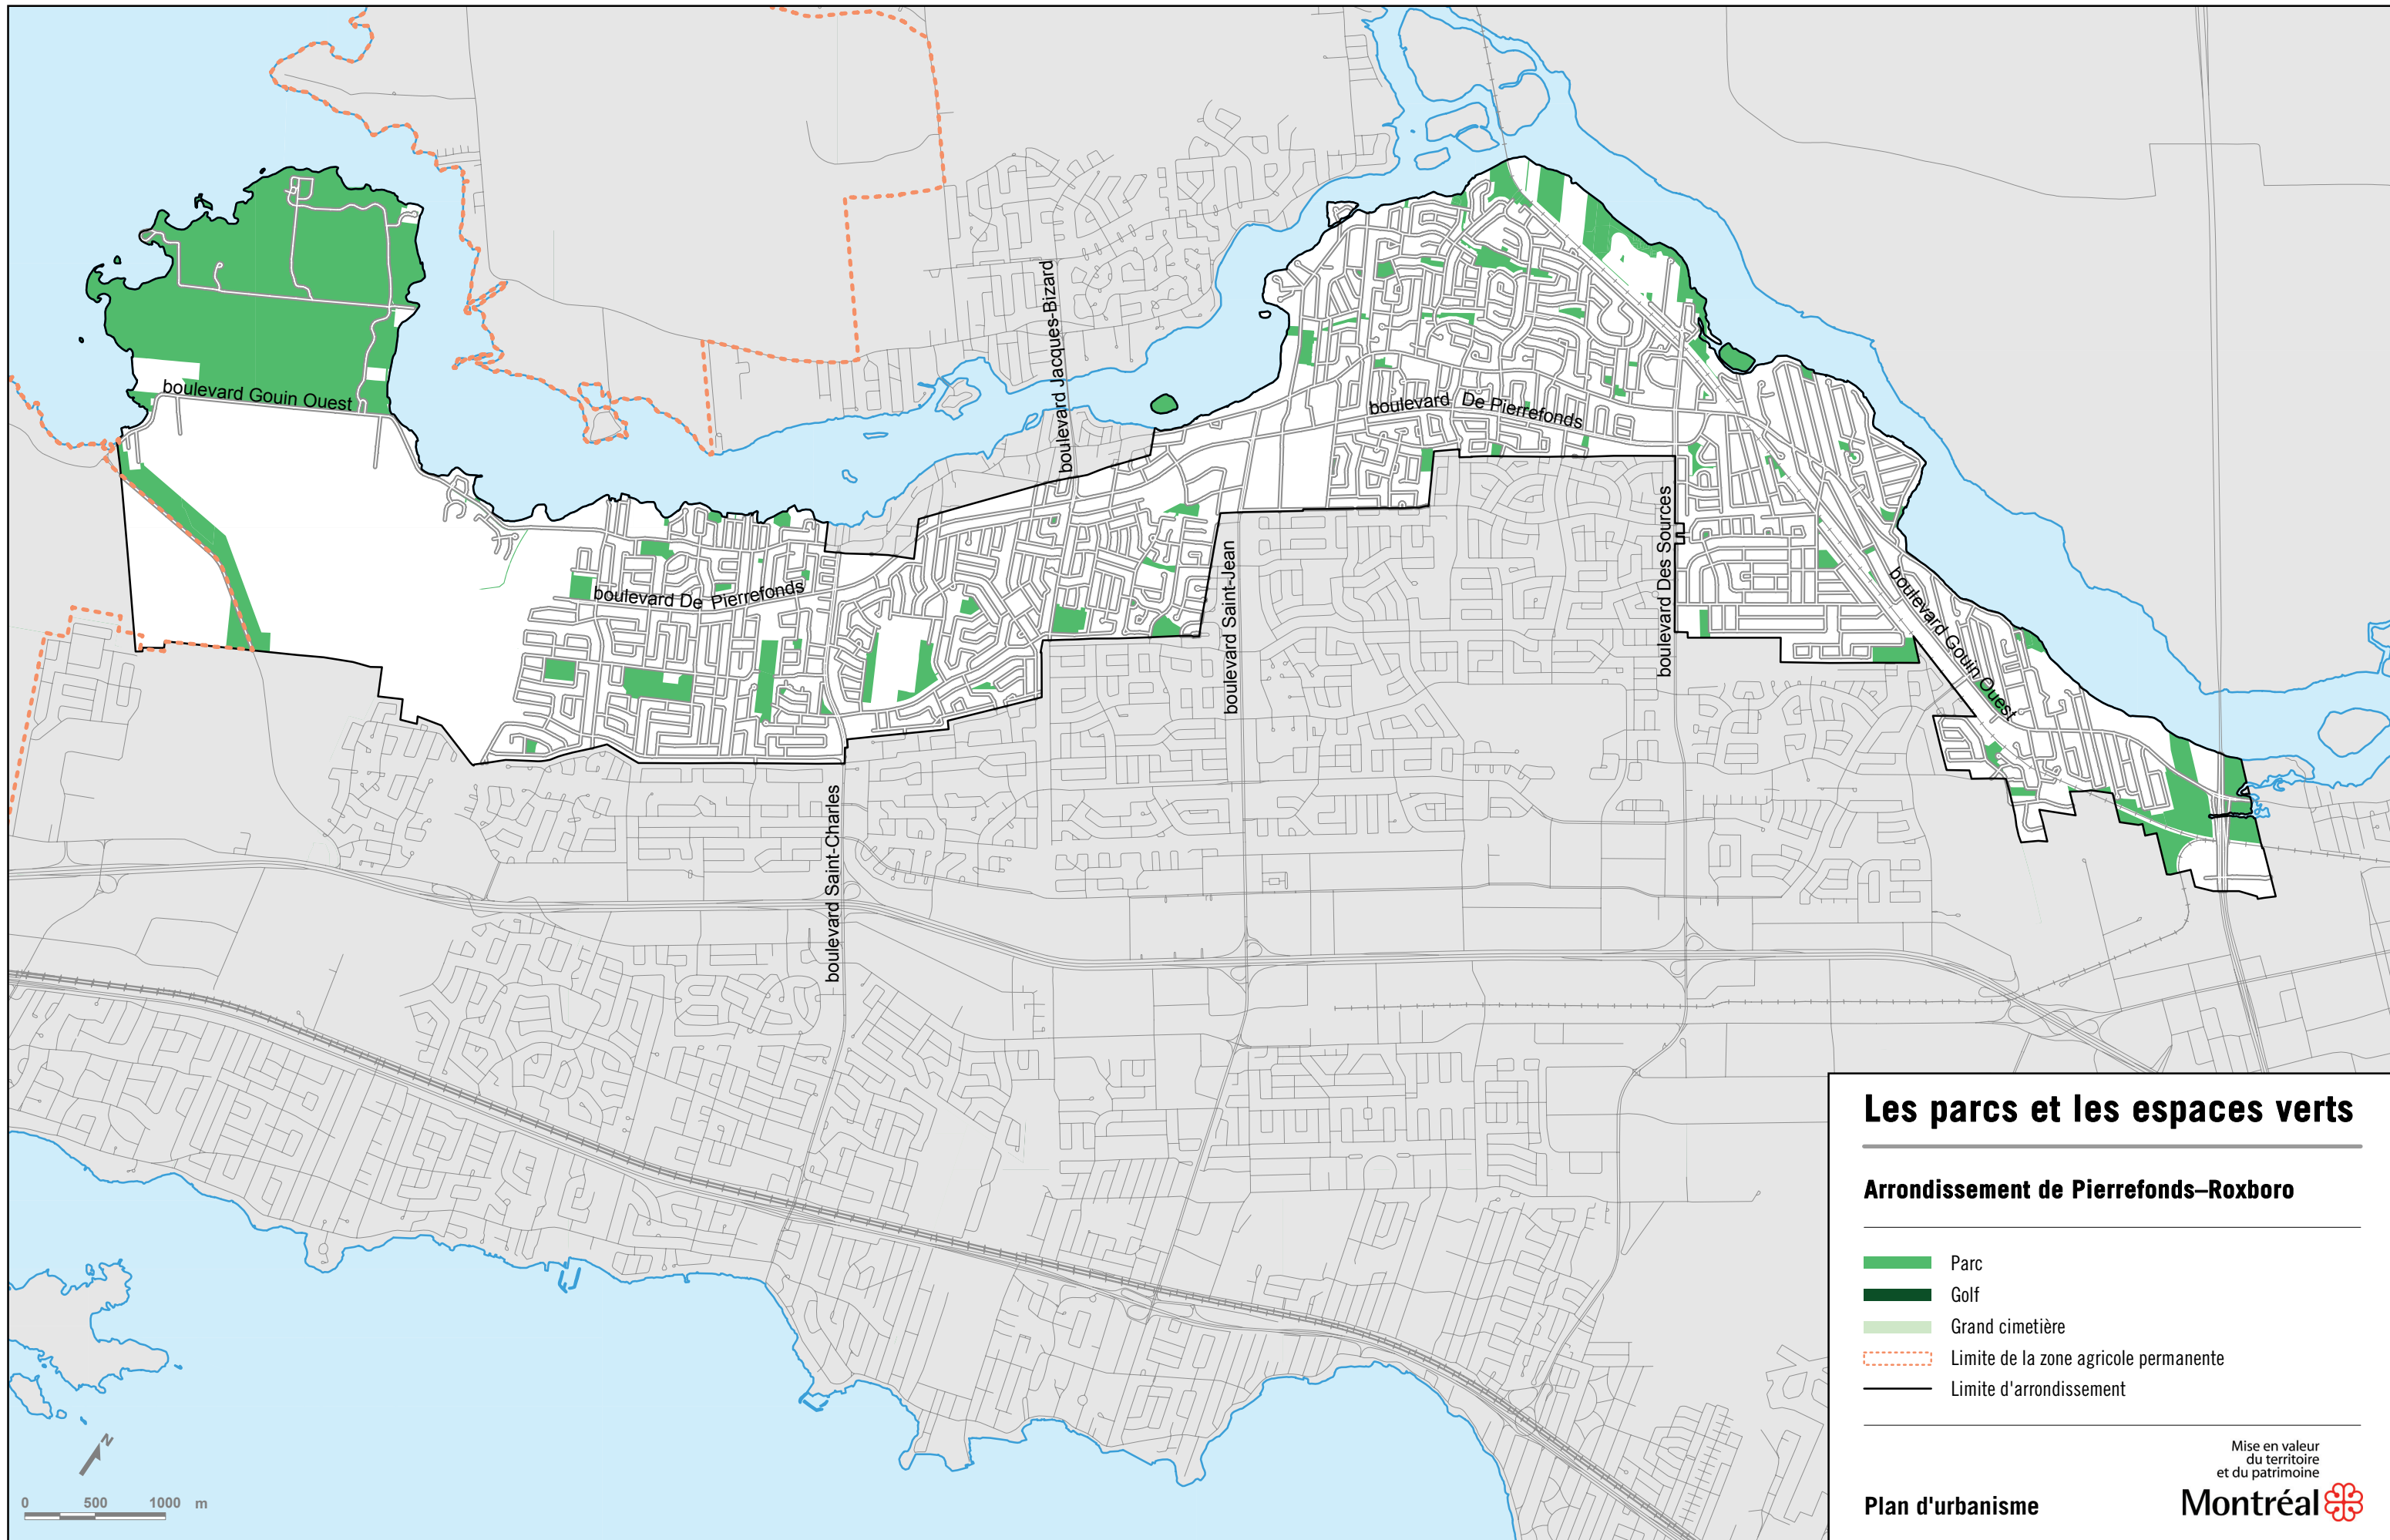 boulevard Jacques-Bizard
boulevard Gouin Ouest
boulevard De Pierrefonds
boulevard Des Sources
boulevard Saint-Jean
boulevard De Pierrefonds
boulevard Gouin Ouest
boulevard Saint-Charles
Les parcs et les espaces verts
Arrondissement de Pierrefonds–Roxboro
Parc
Golf
Grand cimetière
Limite de la zone agricole permanente
Limite d'arrondissement
Mise en valeur
du territoire
et du patrimoine
Plan d'urbanisme
Montréal
N
0 500 1000 m